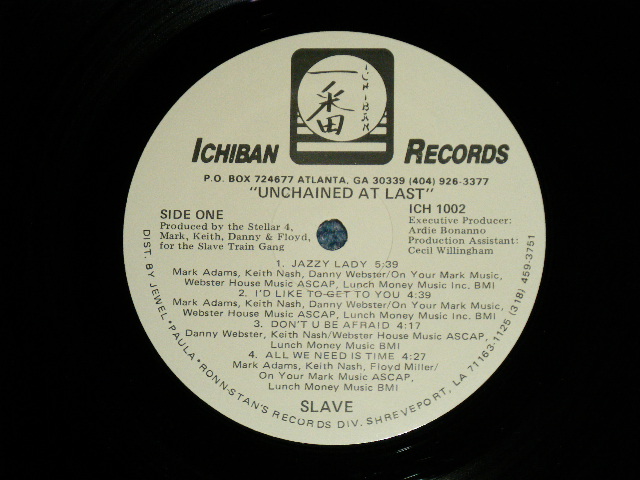 一番
ICHIBAN
ICHIBAN RECORDS
P.O. BOX 724677 ATLANTA, GA 30339 (404) 926-3377
"UNCHAINED AT LAST"
SIDE ONE
Produced by the Stellar 4,
Mark, Keith, Danny & Floyd,
for the Slave Train Gang
ICH 1002
Executive Producer:
Ardie Bonanno
Production Assistant:
Cecil Willingham
1. JAZZY LADY 5:39
Mark Adams, Keith Nash, Danny Webster/On Your Mark Music,
Webster House Music ASCAP, Lunch Money Music Inc. BMI
2. I'D LIKE TO GET TO YOU 4:39
Mark Adams, Keith Nash, Danny Webster/On Your Mark Music,
Webster House Music ASCAP, Lunch Money Music Inc. BMI
3. DON'T U BE AFRAID 4:17
Danny Webster, Keith Nash/Webster House Music ASCAP,
Lunch Money Music BMI
4. ALL WE NEED IS TIME 4:27
Mark Adams, Keith Nash, Floyd Miller/
On Your Mark Music ASCAP,
Lunch Money Music BMI
SLAVE
DIST. BY JEWEL • PAULA • RONN-STAN'S RECORDS DIV. SHREVEPORT, LA 71163-1125 (318) 459-3751